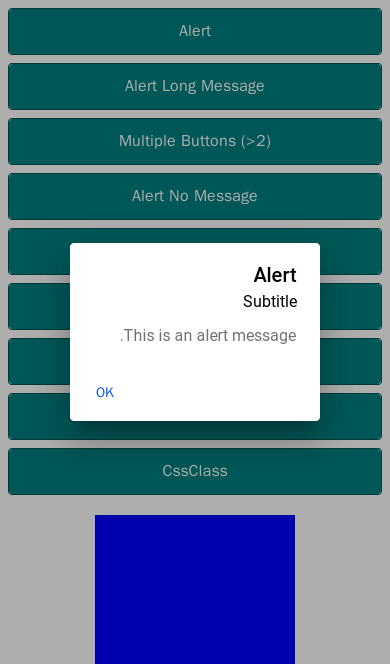 Alert
Alert Long Message
Multiple Buttons (>2)
Alert No Message
Alert
Subtitle
.This is an alert message
OK
CssClass